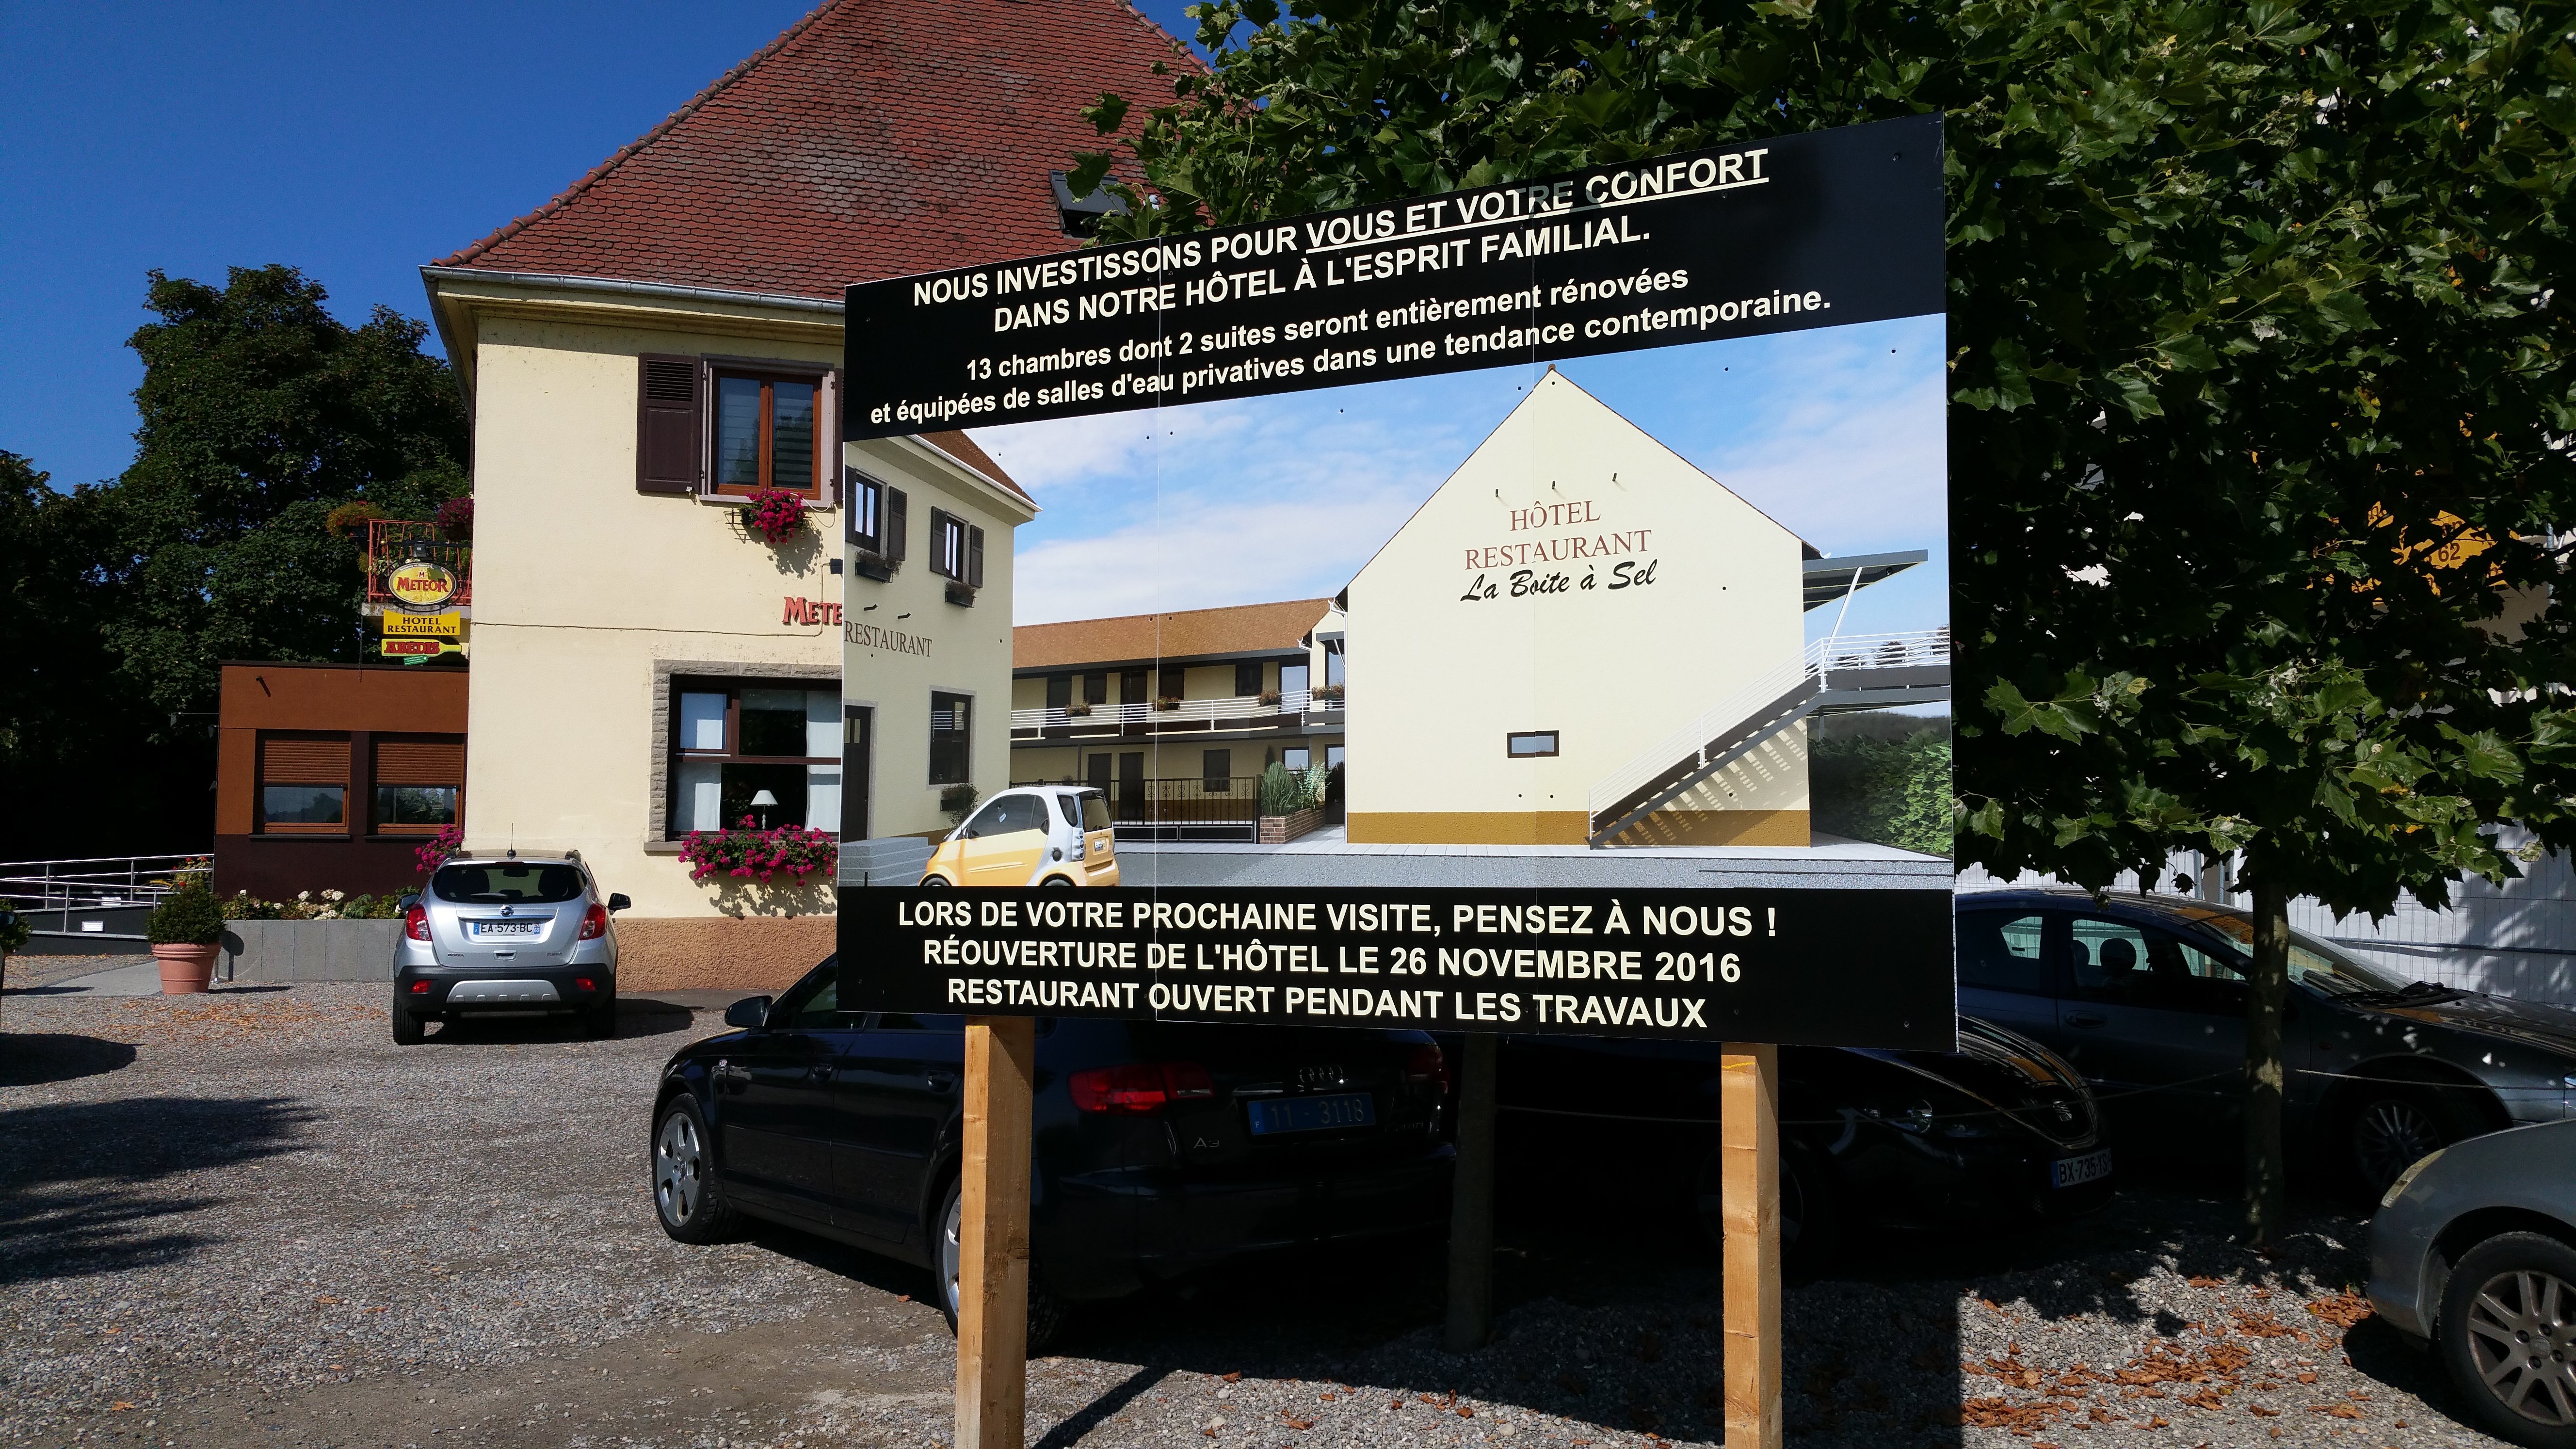 NOUS INVESTISSONS POUR VOUS ET VOTRE CONFORT
DANS NOTRE HÔTEL À L'ESPRIT FAMILIAL.
13 chambres dont 2 suites seront entièrement rénovées
et équipées de salles d'eau privatives dans une tendance contemporaine.
HÔTEL
RESTAURANT
La Boite à Sel
RESTAURANT
LORS DE VOTRE PROCHAINE VISITE, PENSEZ À NOUS !
RÉOUVERTURE DE L'HÔTEL LE 26 NOVEMBRE 2016
RESTAURANT OUVERT PENDANT LES TRAVAUX
METEOR
HOTEL
RESTAURANT
METE
EA-573-BC
A3
11-3118
62